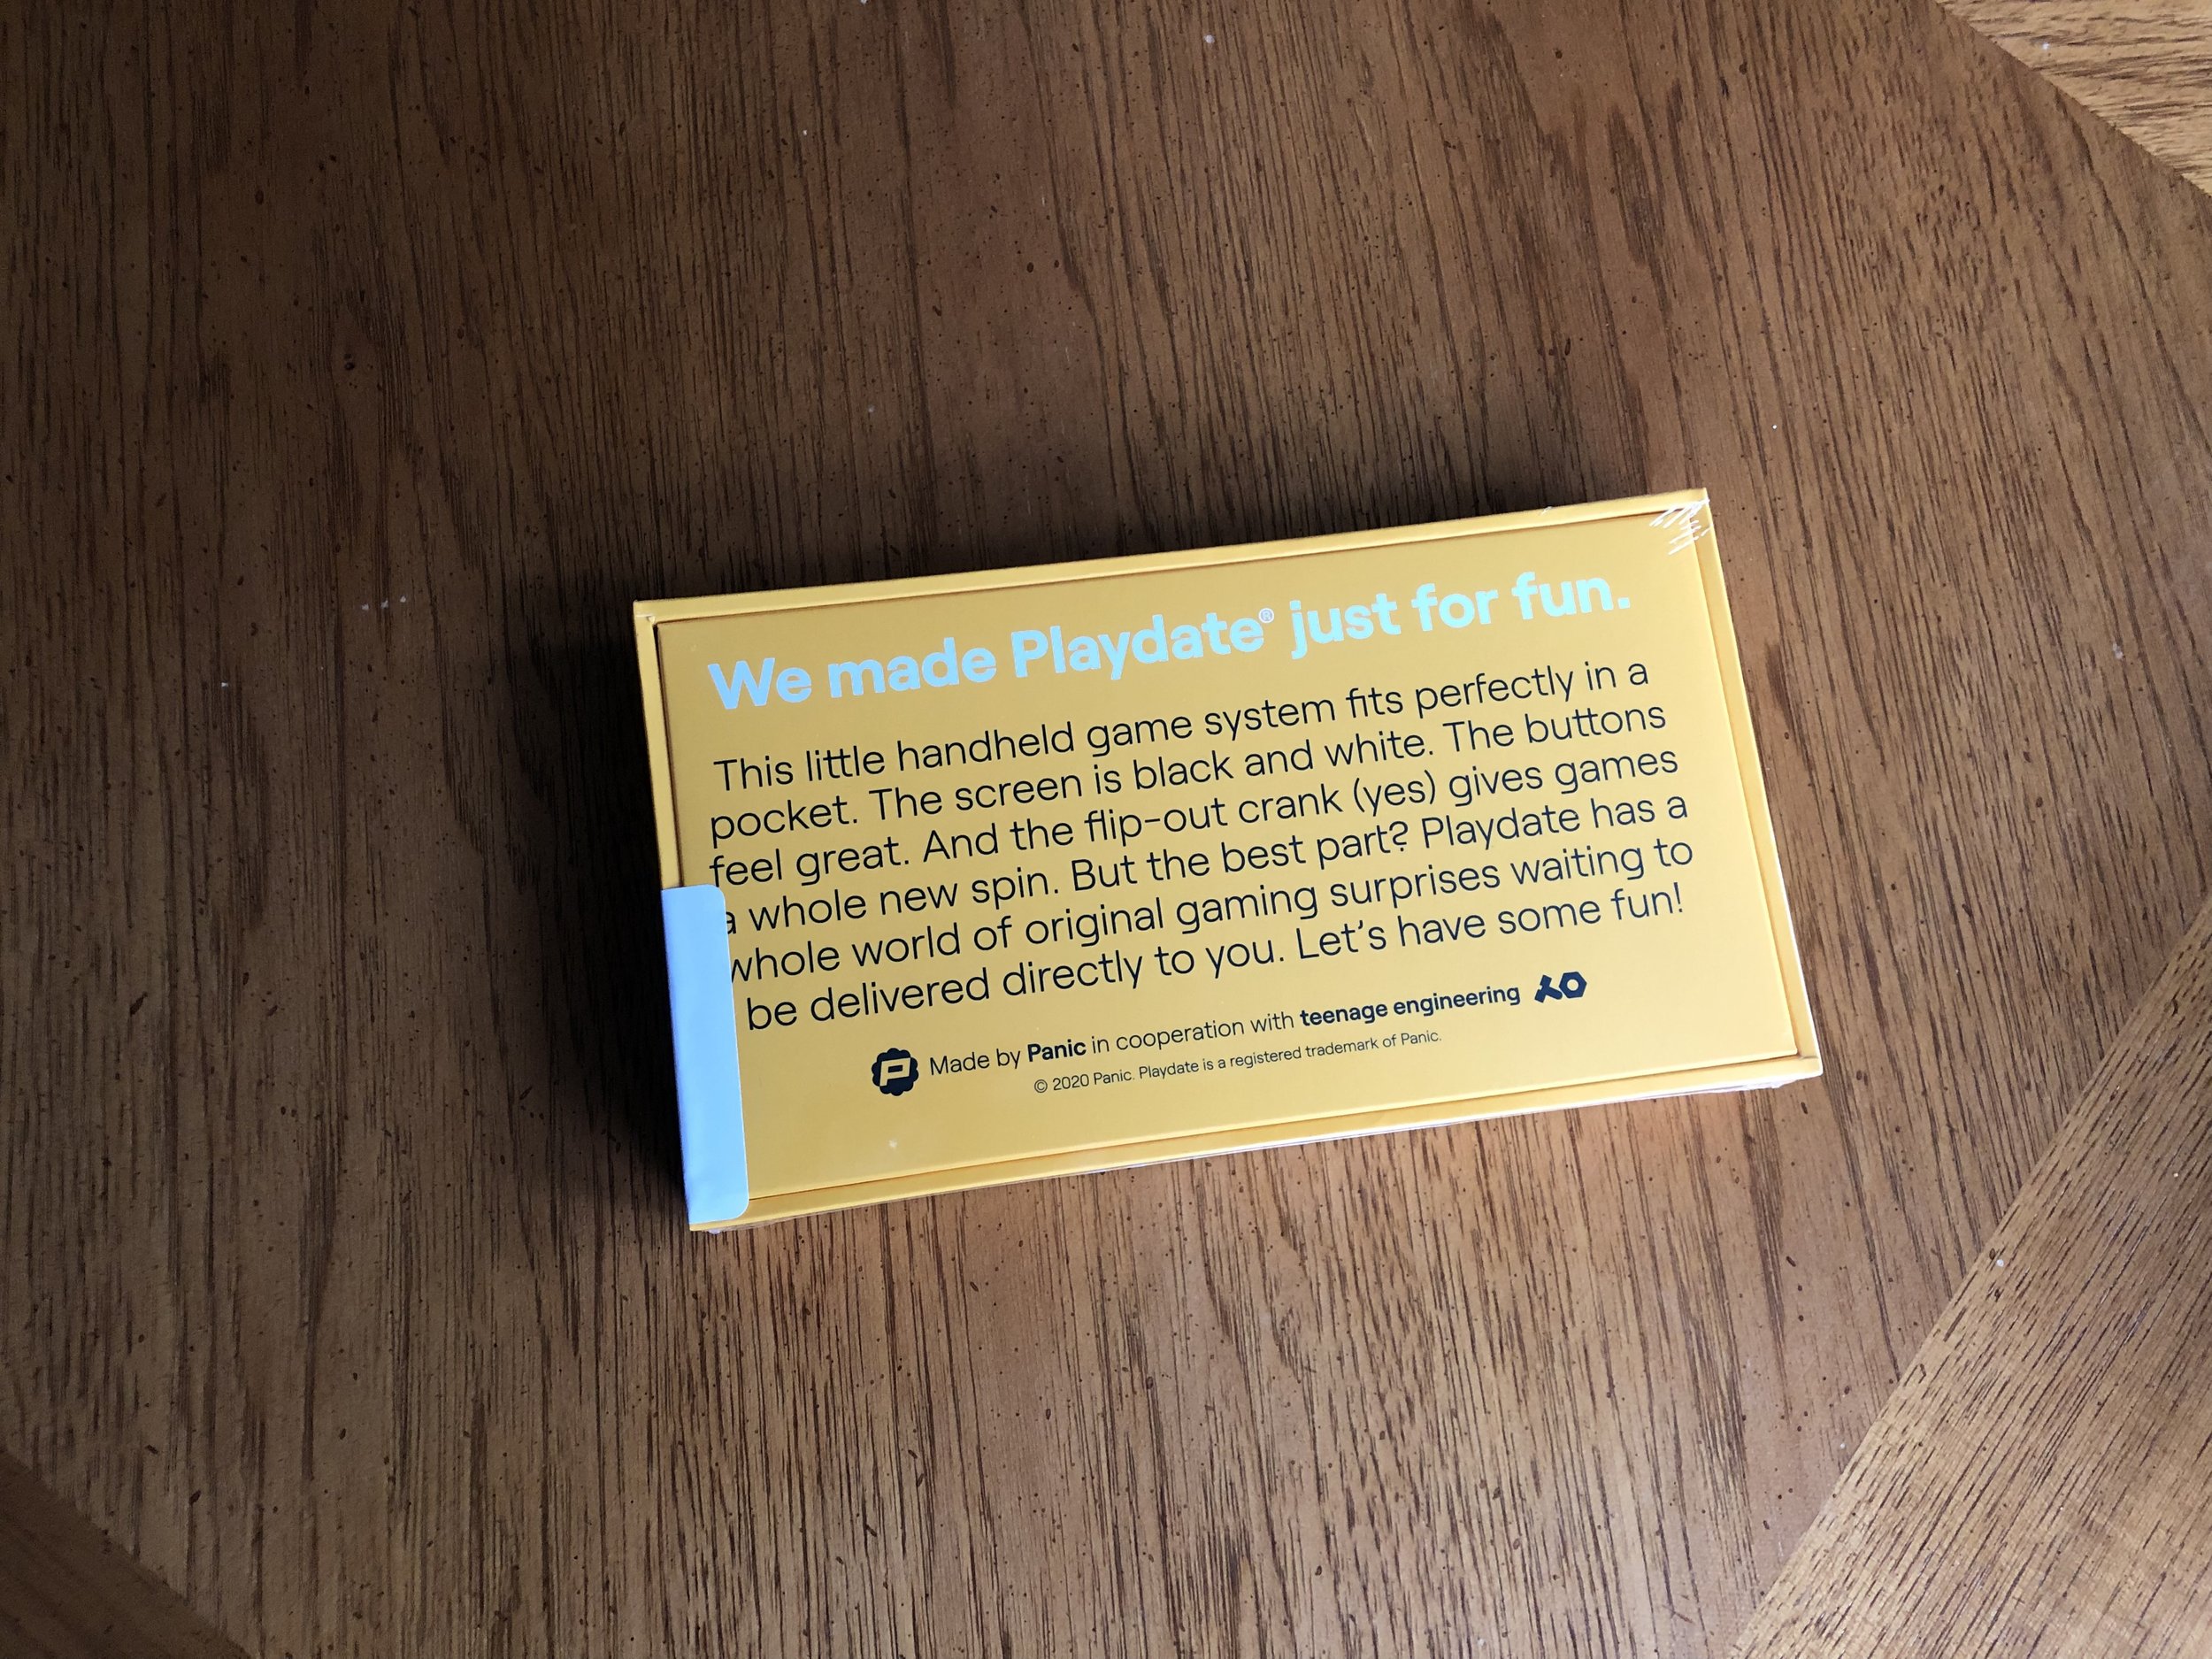 We made Playdate® just for fun.
This little handheld game system fits perfectly in a
pocket. The screen is black and white. The buttons
feel great. And the flip-out crank (yes) gives games
a whole new spin. But the best part? Playdate has a
whole world of original gaming surprises waiting to
be delivered directly to you. Let's have some fun!
Made by Panic in cooperation with teenage engineering
© 2020 Panic. Playdate is a registered trademark of Panic.